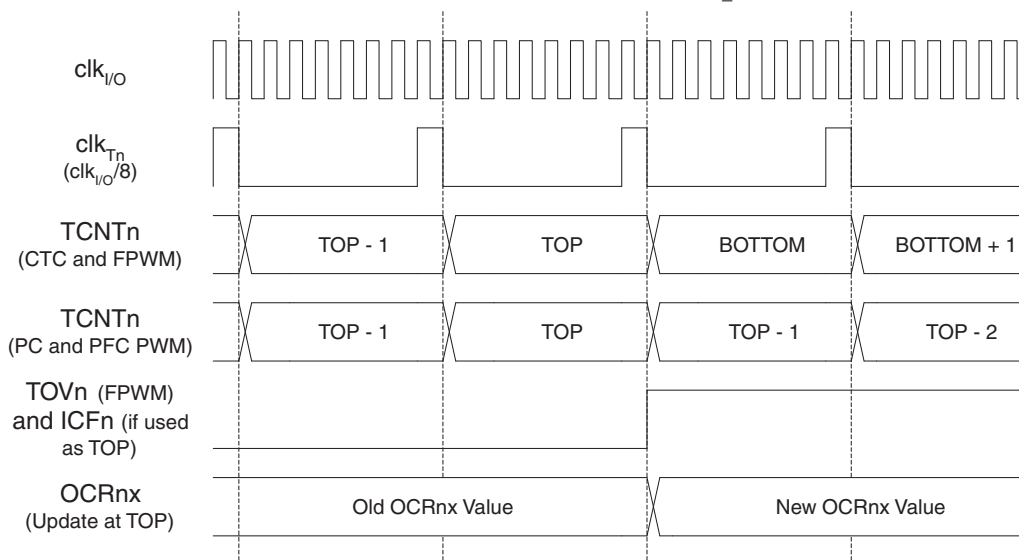 clkI/O
clkTn
(clkI/O/8)
TCNTn
(CTC and FPWM)
TOP - 1
TOP
BOTTOM
BOTTOM + 1
TCNTn
(PC and PFC PWM)
TOP - 1
TOP
TOP - 1
TOP - 2
TOVn (FPWM)
and ICFn (if used
as TOP)
OCRnx
(Update at TOP)
Old OCRnx Value
New OCRnx Value